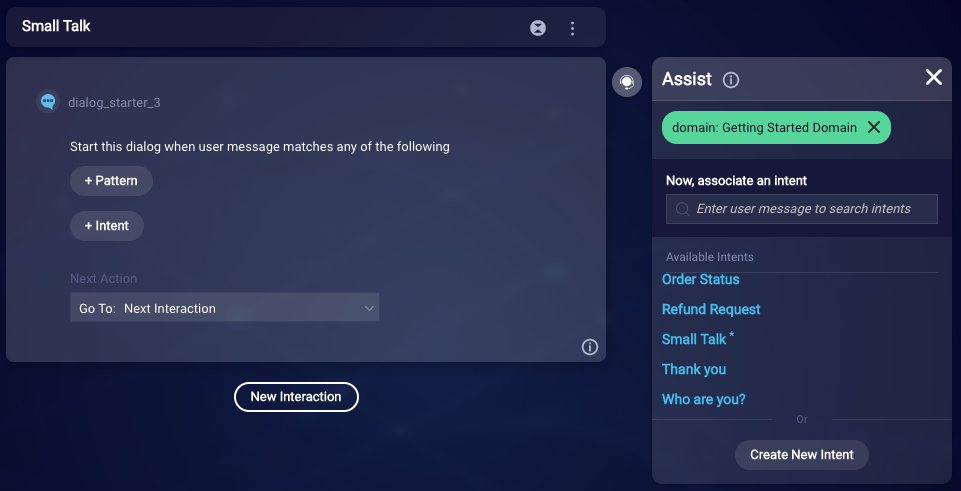 Small Talk
dialog_starter_3
Start this dialog when user message matches any of the following
+ Pattern
+ Intent
Next Action
Go To: Next Interaction
New Interaction
Assist
domain: Getting Started Domain
Now, associate an intent
Enter user message to search intents
Available Intents
Order Status
Refund Request
Small Talk *
Thank you
Who are you?
Or
Create New Intent